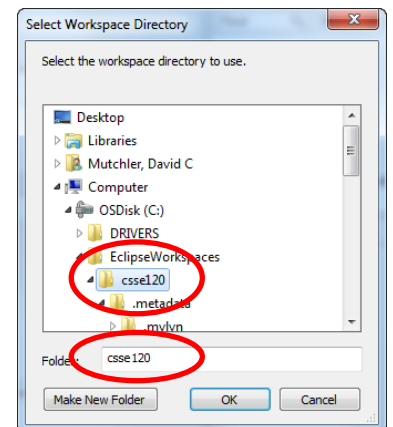 Select Workspace Directory
Select the workspace directory to use.
Desktop
Libraries
Mutchler, David C
Computer
OSDisk (C:)
DRIVERS
EclipseWorkspaces
csse120
.metadata
.mylyn
Folder: csse120
Make New Folder OK Cancel